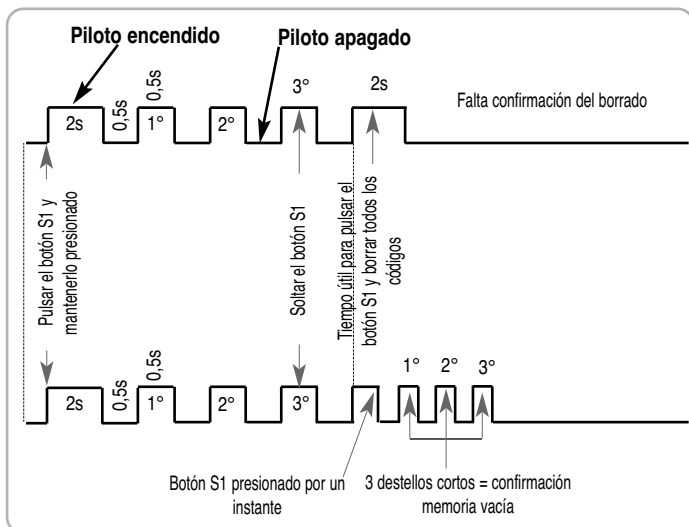 Piloto encendido
Piloto apagado
2s
0,5s
0,5s
1°
2°
3°
2s
Falta confirmación del borrado
Pulsar el botón S1 y
mantenerlo presionado
Soltar el botón S1
Tiempo útil para pulsar el
botón S1 y borrar todos los
códigos
2s
0,5s
0,5s
1°
2°
3°
1°
2°
3°
Botón S1 presionado por un
instante
3 destellos cortos = confirmación
memoria vacía